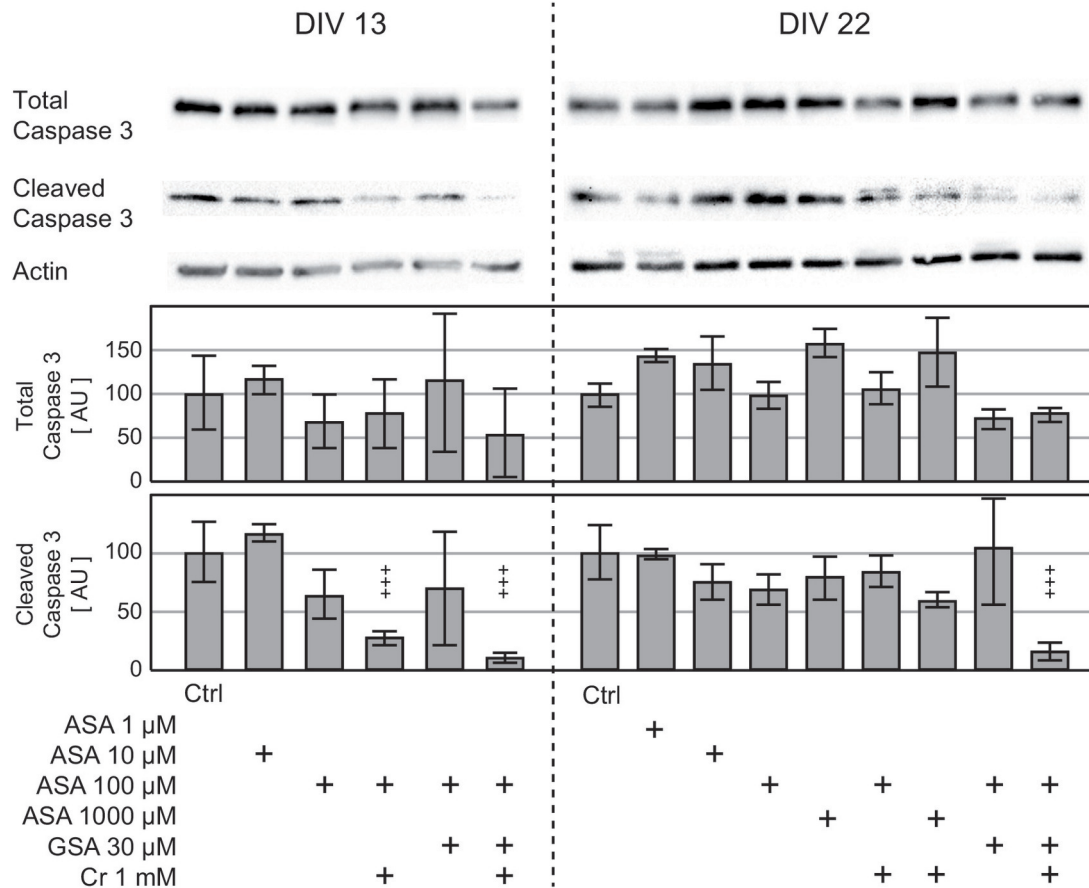 DIV 13
DIV 22
Total
Caspase 3
Cleaved
Caspase 3
Actin
Total
Caspase 3
[ AU ]
150
100
50
0
Cleaved
Caspase 3
[ AU ]
100
50
0
+++
+++
+++
Ctrl
Ctrl
ASA 1 µM +
ASA 10 µM + +
ASA 100 µM + + + + + + + +
ASA 1000 µM + +
GSA 30 µM + + + +
Cr 1 mM + + + + +